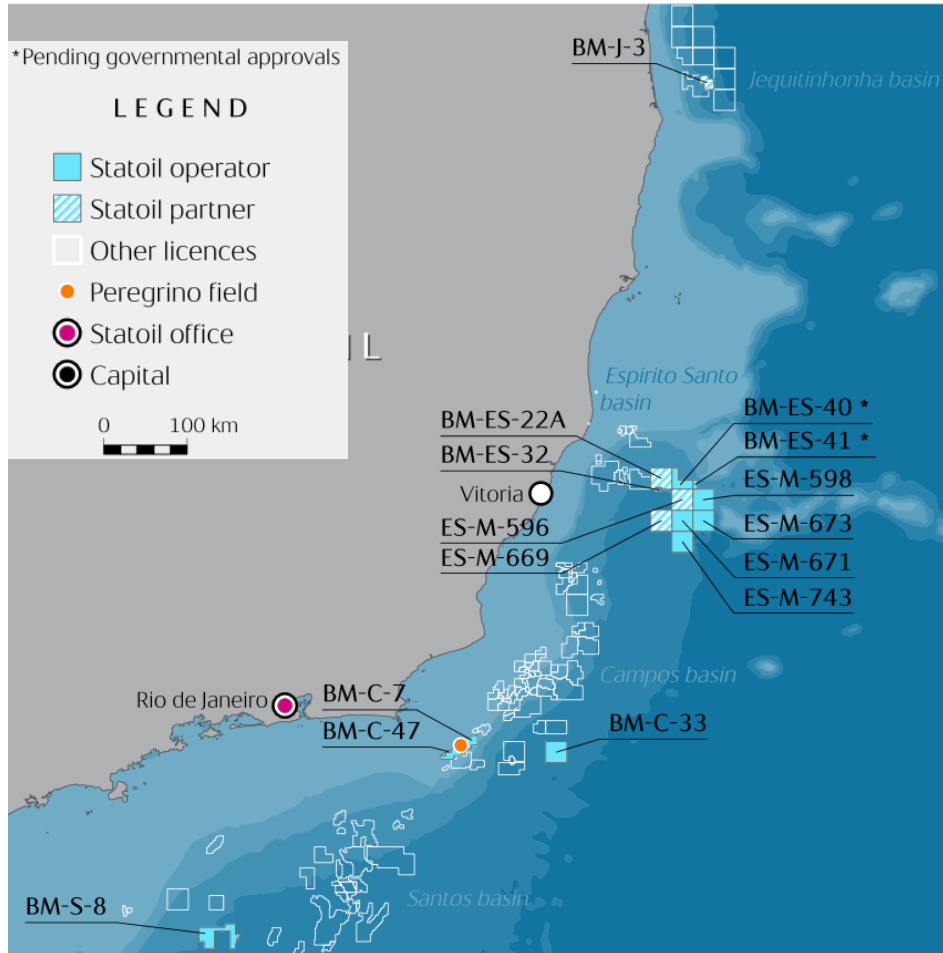 *Pending governmental approvals
LEGEND
Statoil operator
Statoil partner
Other licences
Peregrino field
Statoil office
Capital
0 100 km
IL
BM-J-3
Jequitinhonha basin
Espirito Santo
basin
BM-ES-22A
BM-ES-32
Vitoria
ES-M-596
ES-M-669
BM-ES-40 *
BM-ES-41 *
ES-M-598
ES-M-673
ES-M-671
ES-M-743
Campos basin
Rio de Janeiro
BM-C-7
BM-C-47
BM-C-33
Santos basin
BM-S-8